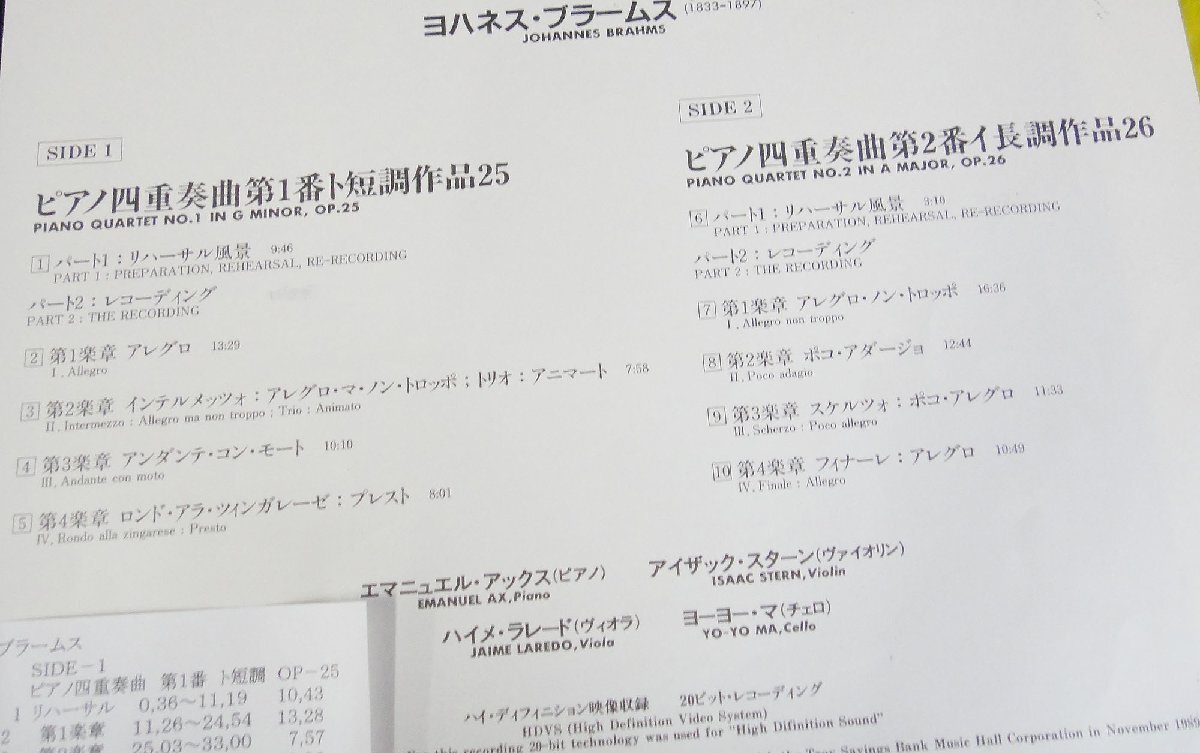 ヨハネス・ブラームス (1833-1897)
JOHANNES BRAHMS
SIDE 1
ピアノ四重奏曲第1番ト短調作品25
PIANO QUARTET NO.1 IN G MINOR, OP.25
1 パート1:リハーサル風景 9:46
PART 1 : PREPARATION, REHEARSAL, RE-RECORDING
パート2:レコーディング
PART 2 : THE RECORDING
2 第1楽章 アレグロ 13:29
I, Allegro
3 第2楽章 インテルメッツォ:アレグロ・マ・ノン・トロッポ;トリオ:アニマート 7:58
II, Intermezzo : Allegro ma non troppo ; Trio : Animato
4 第3楽章 アンダンテ・コン・モート 10:10
III, Andante con moto
5 第4楽章 ロンド・アラ・ツィンガレーゼ:プレスト 8:01
IV, Rondo alla zingarese : Presto
SIDE 2
ピアノ四重奏曲第2番イ長調作品26
PIANO QUARTET NO.2 IN A MAJOR, OP.26
6 パート1:リハーサル風景 3:10
PART 1 : PREPARATION, REHEARSAL, RE-RECORDING
パート2:レコーディング
PART 2 : THE RECORDING
7 第1楽章 アレグロ・ノン・トロッポ 16:36
I, Allegro non troppo
8 第2楽章 ポコ・アダージョ 12:44
II, Poco adagio
9 第3楽章 スケルツォ:ポコ・アレグロ 11:33
III, Scherzo : Poco allegro
10 第4楽章 フィナーレ:アレグロ 10:49
IV, Finale : Allegro
エマニュエル・アックス(ピアノ)
EMANUEL AX, Piano
アイザック・スターン(ヴァイオリン)
ISAAC STERN, Violin
ハイメ・ラレード(ヴィオラ)
JAIME LAREDO, Viola
ヨーヨー・マ(チェロ)
YO-YO MA, Cello
ハイ・ディフィニション映像収録 20ビット・レコーディング
HDVS (High Definition Video System)
this recording 20-bit technology was used for "High Difinition Sound"
Savings Bank Music Hall Corporation in November 1989
ブラームス
SIDE-1
ピアノ四重奏曲 第1番 ト短調 OP-25
1 リハーサル 0,36~11,19 10,43
2 第1楽章 11,26~24,54 13,28
25,03~33,00 7,57